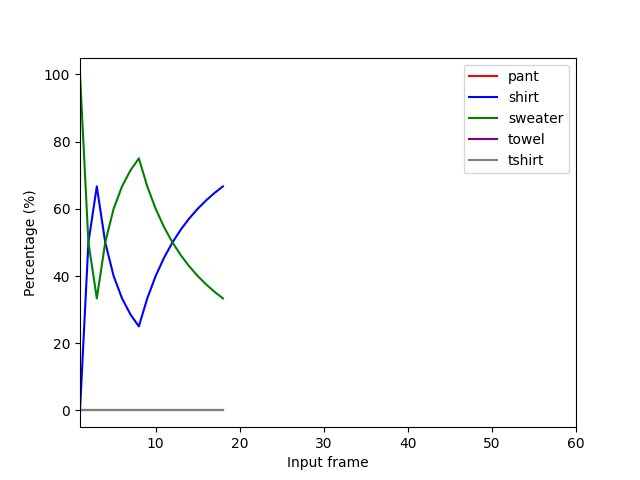 pant
shirt
sweater
towel
tshirt
Percentage (%)
100
80
60
40
20
0
10 20 30 40 50 60
Input frame